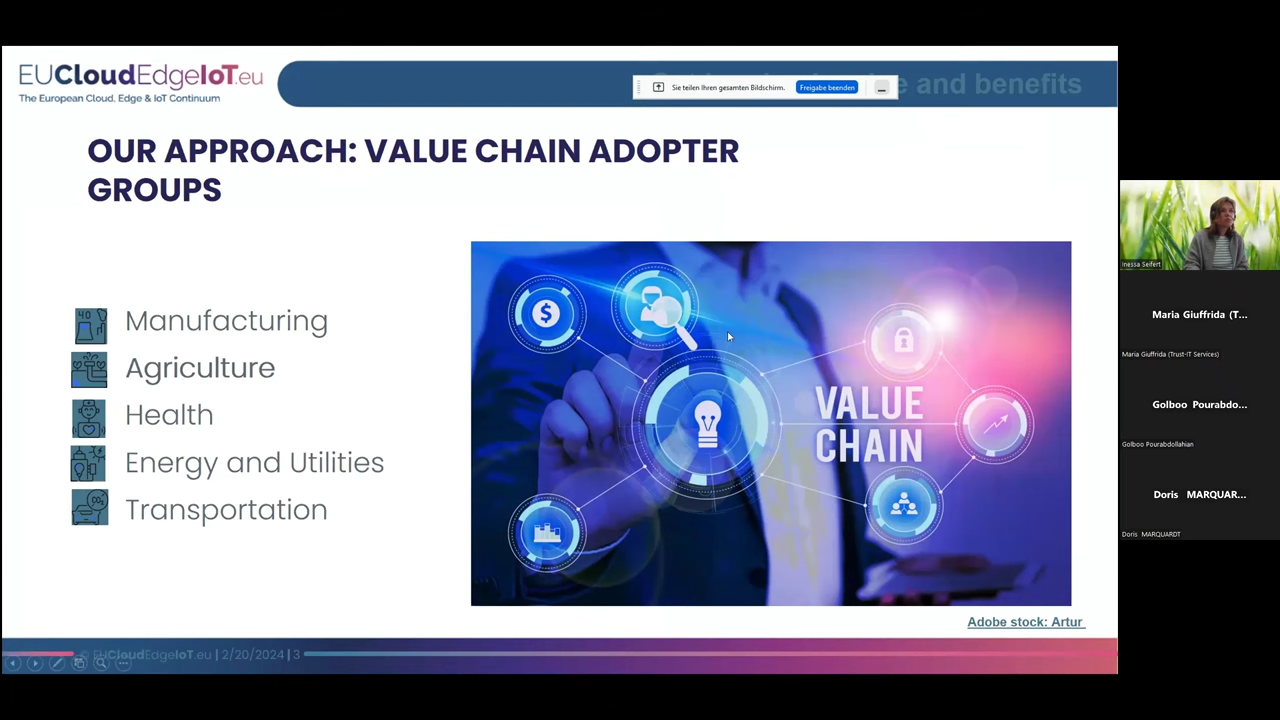 EUCloudEdgeIoT.eu
The European Cloud, Edge & IoT Continuum
and benefits
Sie teilen Ihren gesamten Bildschirm.
Freigabe beenden
OUR APPROACH: VALUE CHAIN ADOPTER
GROUPS
Manufacturing
Agriculture
Health
Energy and Utilities
Transportation
$
VALUE
CHAIN
Adobe stock: Artur
© EUCloudEdgeIoT.eu | 2/20/2024 | 3
Inessa Seifert
Maria Giuffrida (T...
Maria Giuffrida (Trust-IT Services)
Golboo Pourabdo...
Golboo Pourabdollahian
Doris MARQUAR...
Doris MARQUARDT